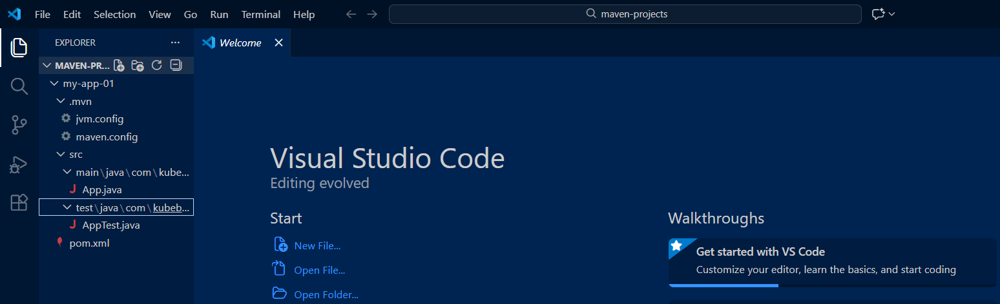 File Edit Selection View Go Run Terminal Help
maven-projects
EXPLORER
Welcome
MAVEN-PR...
my-app-01
.mvn
jvm.config
maven.config
src
main\java\com\kube...
App.java
test\java\com\kubeb...
AppTest.java
pom.xml
Visual Studio Code
Editing evolved
Start
New File...
Open File...
Open Folder...
Walkthroughs
Get started with VS Code
Customize your editor, learn the basics, and start coding